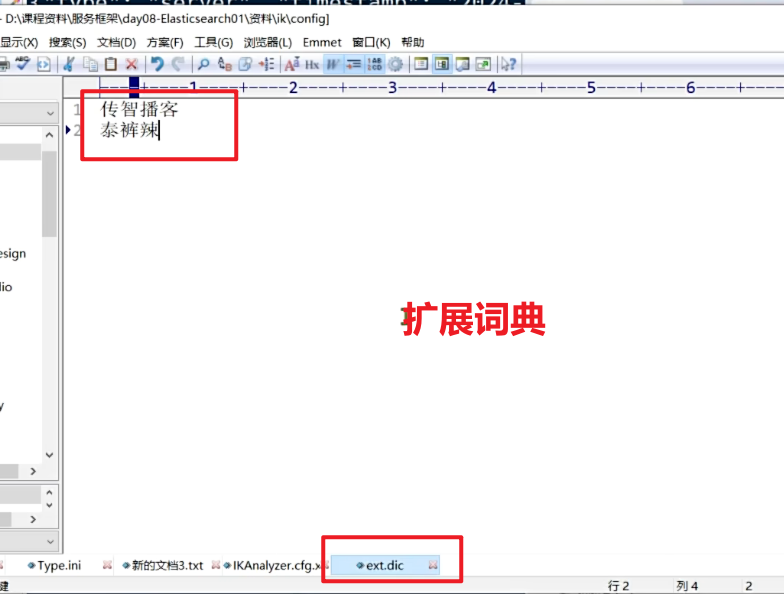 - D:\课程资料\服务框架\day08-Elasticsearch01\资料\ik\config]
显示(X) 搜索(S) 文档(D) 方案(F) 工具(G) 浏览器(L) Emmet 窗口(K) 帮助
1 2 3 4 5 6
1 传智播客
2 泰裤辣
esign
扩展词典
Type.ini 新的文档3.txt IKAnalyzer.cfg.x ext.dic
建 行 2 列 4 2